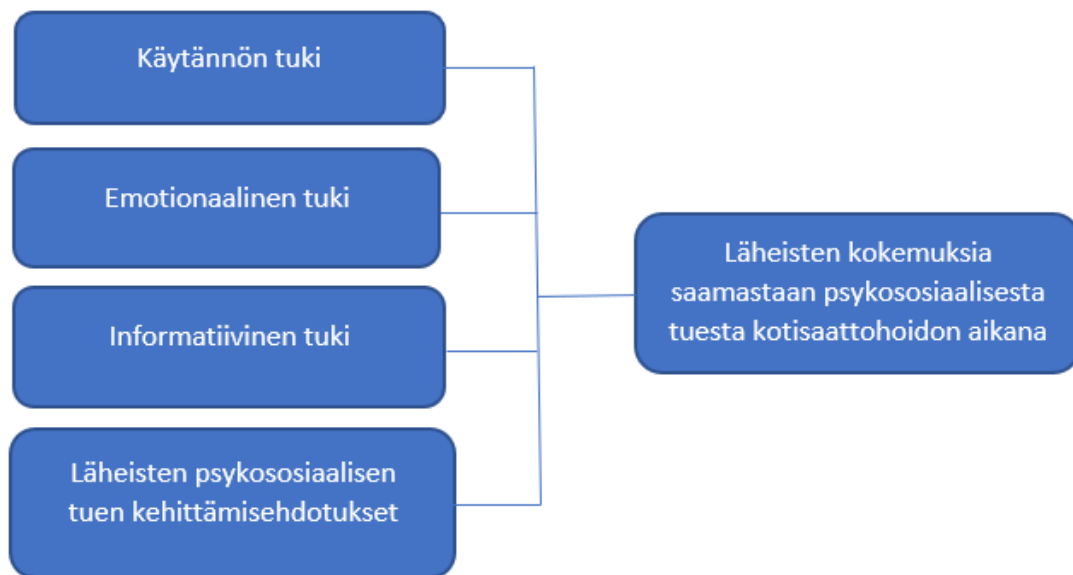 Käytännön tuki
Emotionaalinen tuki
Informatiivinen tuki
Läheisten psykososiaalisen
tuen kehittämisehdotukset
Läheisten kokemuksia
saamastaan psykososiaalisesta
tuesta kotisaattohoidon aikana